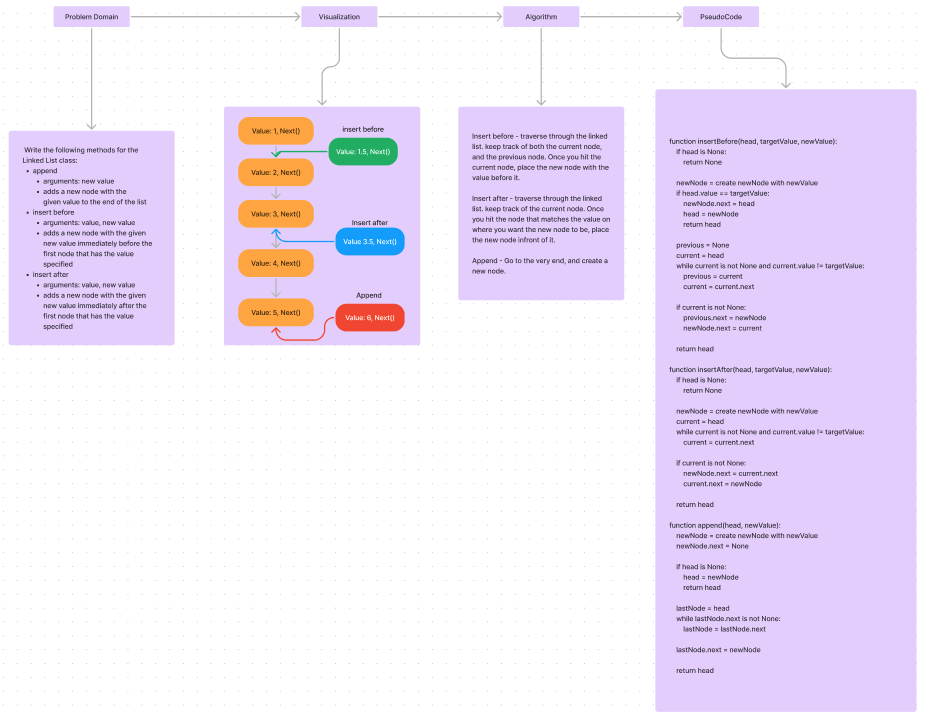 Problem Domain
Visualization
Algorithm
PseudoCode
Write the following methods for the
Linked List class:
• append
• arguments: new value
• adds a new node with the
given value to the end of the list
• insert before
• arguments: value, new value
• adds a new node with the given
new value immediately before the
first node that has the value
specified
• insert after
• arguments: value, new value
• adds a new node with the given
new value immediately after the
first node that has the value
specified
Value: 1, Next()
insert before
Value: 1.5, Next()
Value: 2, Next()
Value: 3, Next()
Insert after
Value 3.5, Next()
Value: 4, Next()
Append
Value: 5, Next()
Value: 6, Next()
Insert before - traverse through the linked
list. keep track of both the current node,
and the previous node. Once you hit the
current node, place the new node with the
value before it.
Insert after - traverse through the linked
list. keep track of the current node. Once
you hit the node that matches the value on
where you want the new node to be, place
the new node infront of it.
Append - Go to the very end, and create a
new node.
function insertBefore(head, targetValue, newValue):
if head is None:
return None
newNode = create newNode with newValue
if head.value == targetValue:
newNode.next = head
head = newNode
return head
previous = None
current = head
while current is not None and current.value != targetValue:
previous = current
current = current.next
if current is not None:
previous.next = newNode
newNode.next = current
return head
function insertAfter(head, targetValue, newValue):
if head is None:
return None
newNode = create newNode with newValue
current = head
while current is not None and current.value != targetValue:
current = current.next
if current is not None:
newNode.next = current.next
current.next = newNode
return head
function append(head, newValue):
newNode = create newNode with newValue
newNode.next = None
if head is None:
head = newNode
return head
lastNode = head
while lastNode.next is not None:
lastNode = lastNode.next
lastNode.next = newNode
return head